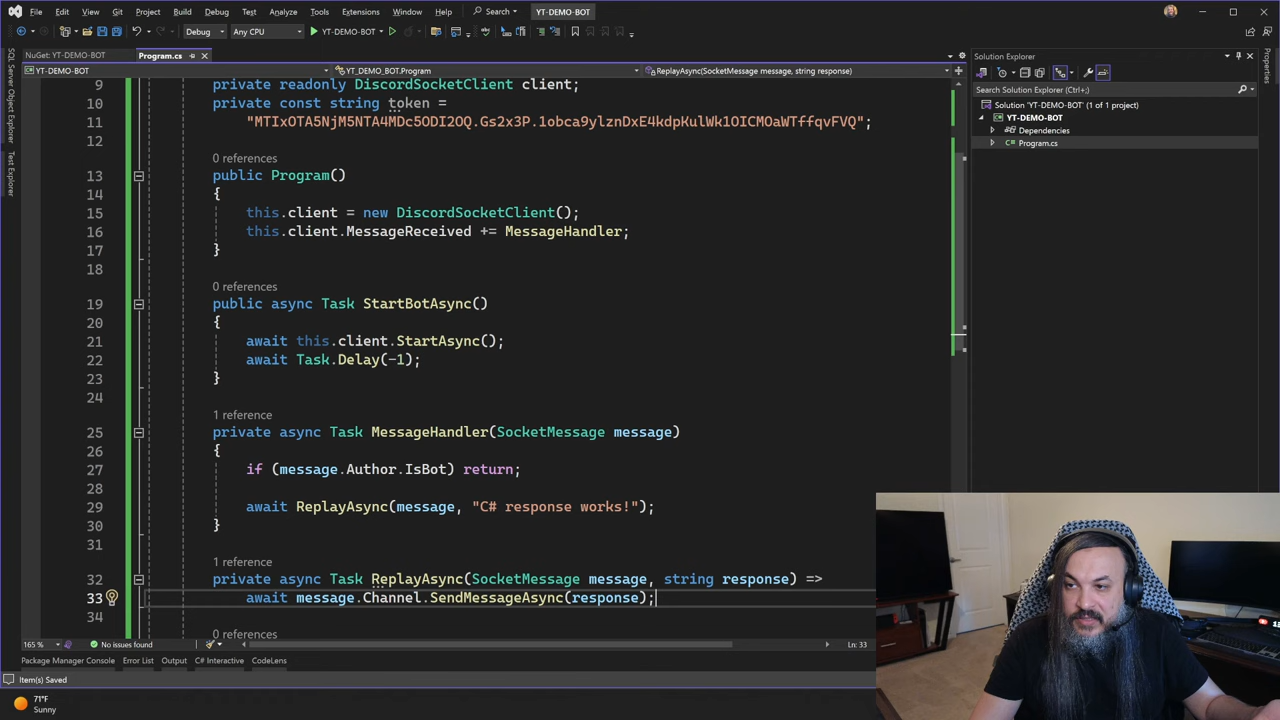 File Edit View Git Project Build Debug Test Analyze Tools Extensions Window Help Search YT-DEMO-BOT
Debug Any CPU YT-DEMO-BOT
NuGet: YT-DEMO-BOT Program.cs
YT-DEMO-BOT YT_DEMO_BOT.Program ReplayAsync(SocketMessage message, string response)
SQL Server Object Explorer
Test Explorer
9 private readonly DiscordSocketClient client;
10 private const string token =
11 "MTIxOTA5NjM5NTA4MDc5ODI2OQ.Gs2x3P.1obca9ylznDxE4kdpKulWk1OICMOaWTffqvFVQ";
12
0 references
13 public Program()
14 {
15 this.client = new DiscordSocketClient();
16 this.client.MessageReceived += MessageHandler;
17 }
18
0 references
19 public async Task StartBotAsync()
20 {
21 await this.client.StartAsync();
22 await Task.Delay(-1);
23 }
24
1 reference
25 private async Task MessageHandler(SocketMessage message)
26 {
27 if (message.Author.IsBot) return;
28
29 await ReplayAsync(message, "C# response works!");
30 }
31
1 reference
32 private async Task ReplayAsync(SocketMessage message, string response) =>
33 await message.Channel.SendMessageAsync(response);
34
0 references
165 % No issues found Ln: 33
Package Manager Console Error List Output C# Interactive CodeLens
Item(s) Saved
71°F
Sunny
Solution Explorer
Search Solution Explorer (Ctrl+;)
Solution 'YT-DEMO-BOT' (1 of 1 project)
YT-DEMO-BOT
Dependencies
C# Program.cs
Properties